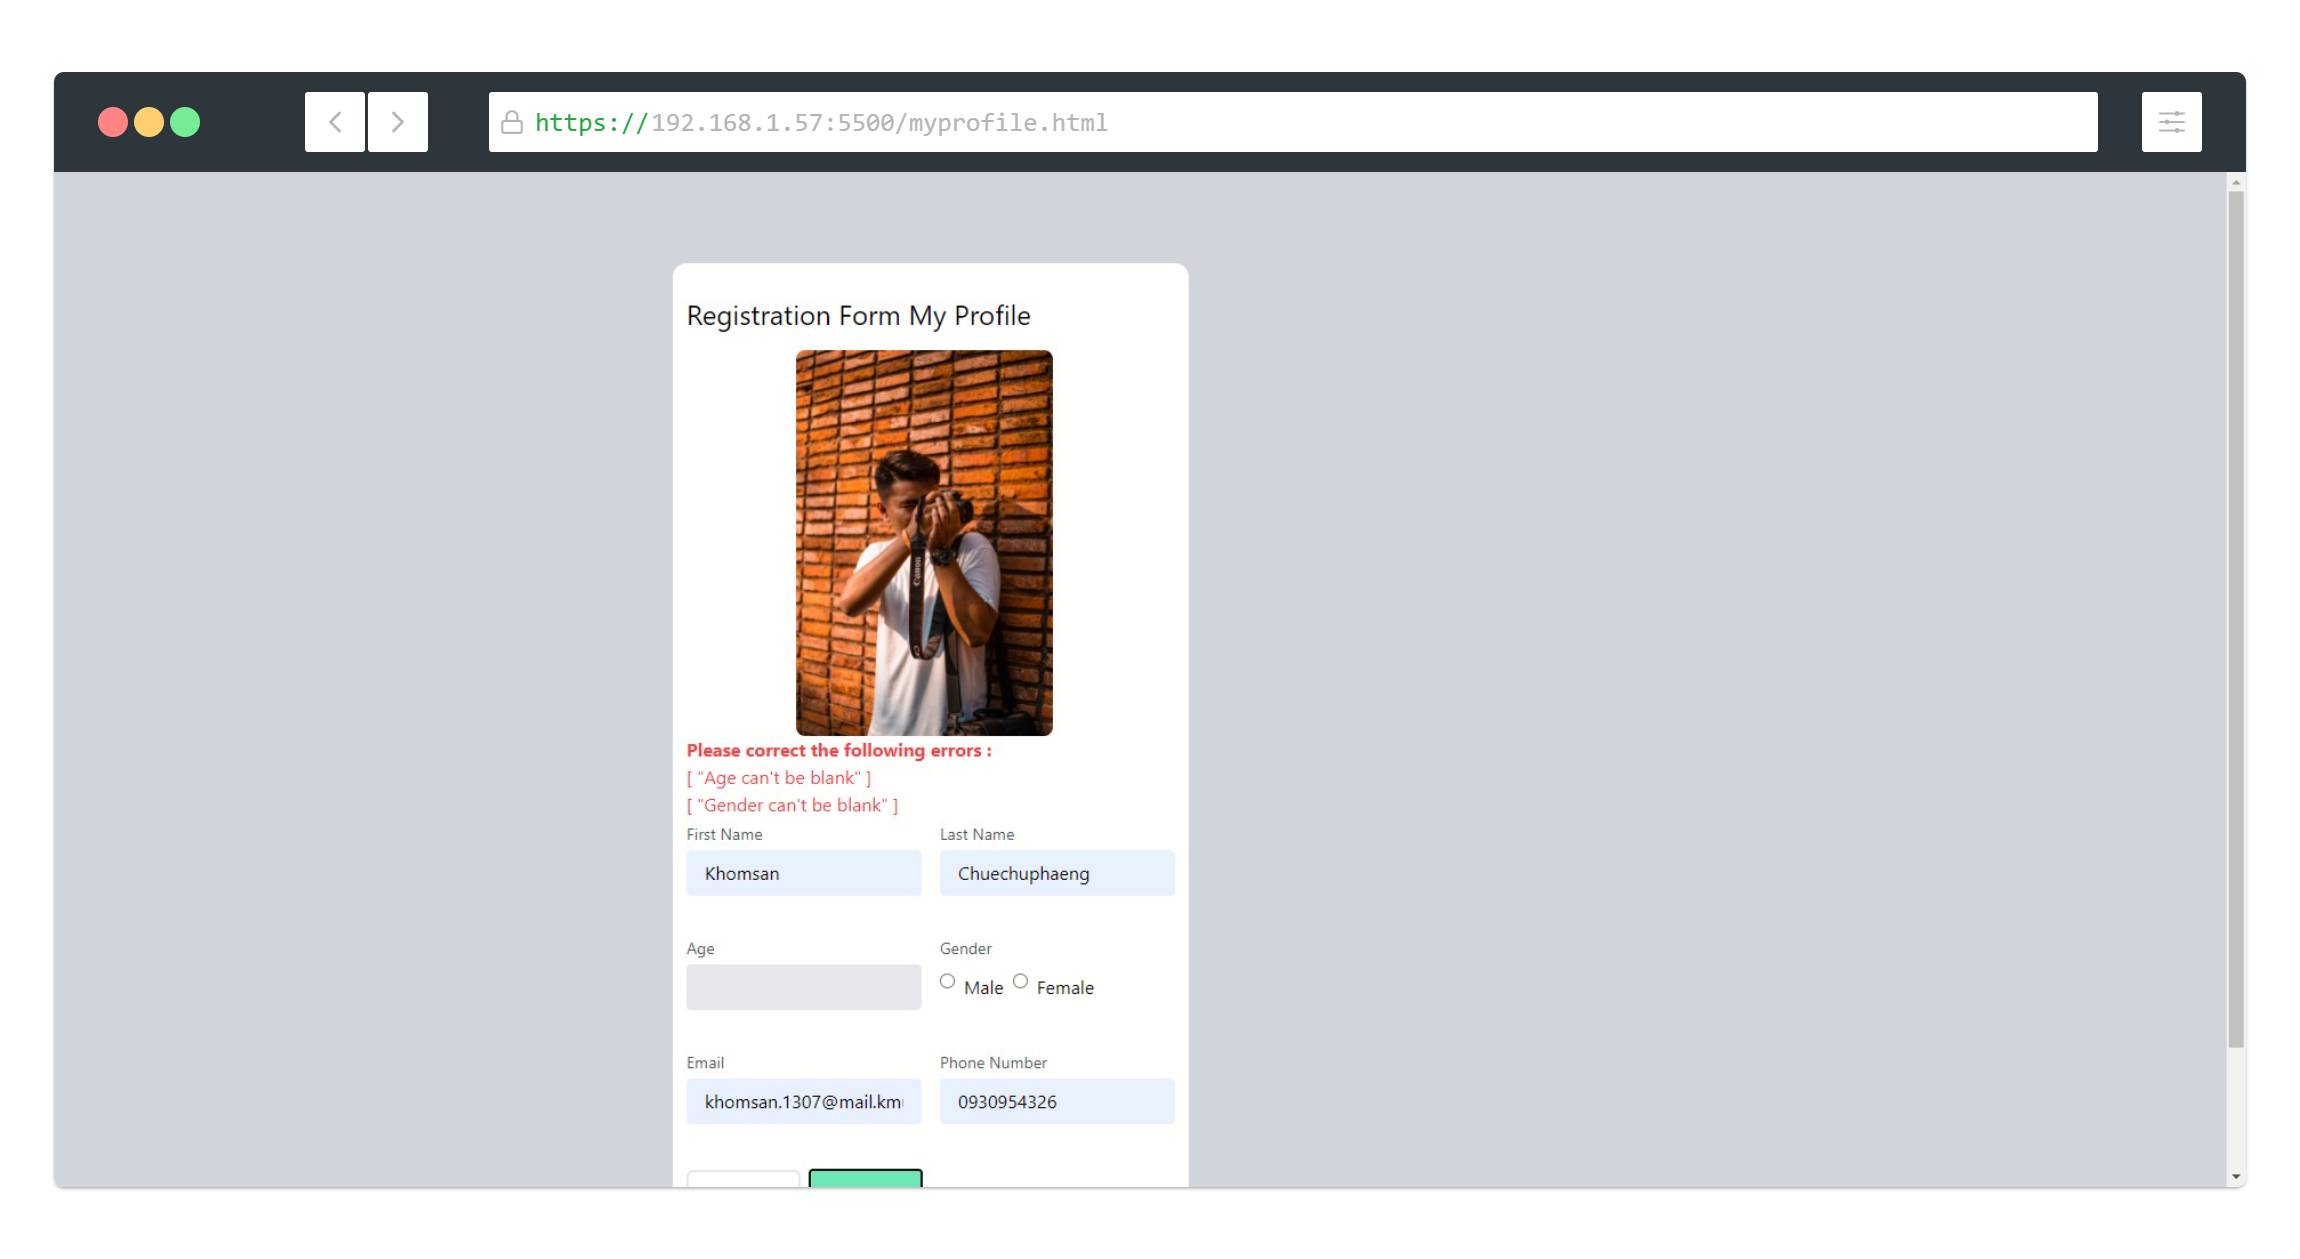 https://192.168.1.57:5500/myprofile.html
Registration Form My Profile
Canon
Please correct the following errors :
[ "Age can't be blank" ]
[ "Gender can't be blank" ]
First Name Last Name
Khomsan Chuechuphaeng
Age Gender
Male Female
Email Phone Number
khomsan.1307@mail.km 0930954326